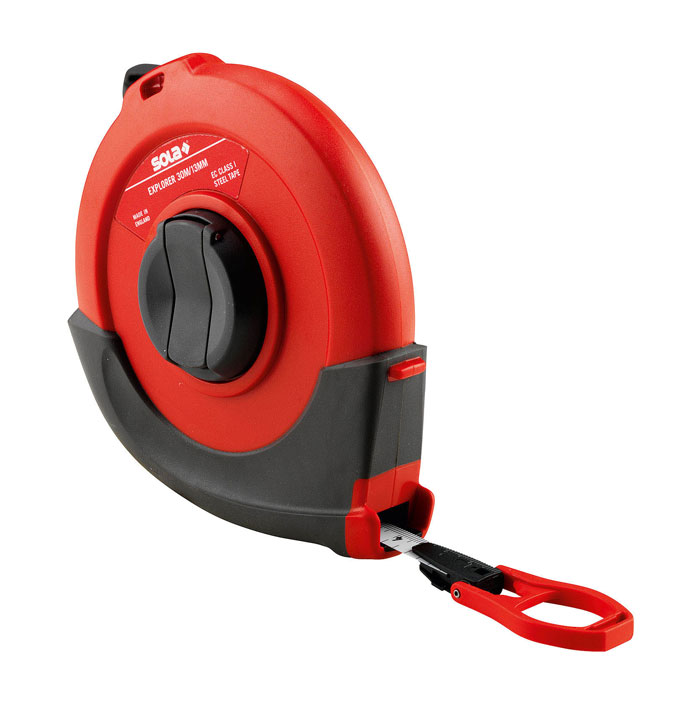 SOLA
EXPLORER 30M/13MM
EC CLASS I
STEEL TAPE
MADE IN
ENGLAND